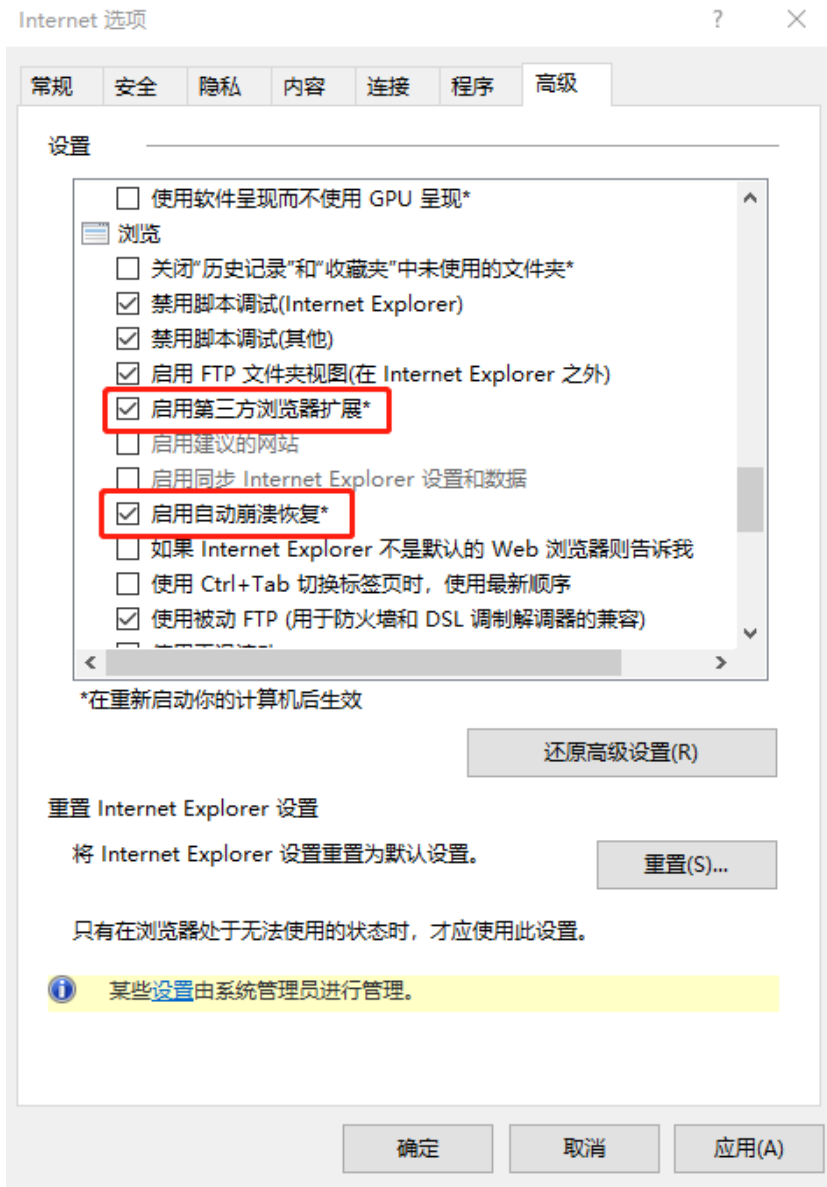 Internet 选项
?
常规 安全 隐私 内容 连接 程序 高级
设置
使用软件呈现而不使用 GPU 呈现*
浏览
关闭“历史记录”和“收藏夹”中未使用的文件夹*
禁用脚本调试(Internet Explorer)
禁用脚本调试(其他)
启用 FTP 文件夹视图(在 Internet Explorer 之外)
启用第三方浏览器扩展*
启用建议的网站
启用同步 Internet Explorer 设置和数据
启用自动崩溃恢复*
如果 Internet Explorer 不是默认的 Web 浏览器则告诉我
使用 Ctrl+Tab 切换标签页时，使用最新顺序
使用被动 FTP (用于防火墙和 DSL 调制解调器的兼容)
*在重新启动你的计算机后生效
还原高级设置(R)
重置 Internet Explorer 设置
将 Internet Explorer 设置重置为默认设置。
重置(S)...
只有在浏览器处于无法使用的状态时，才应使用此设置。
某些设置由系统管理员进行管理。
确定 取消 应用(A)